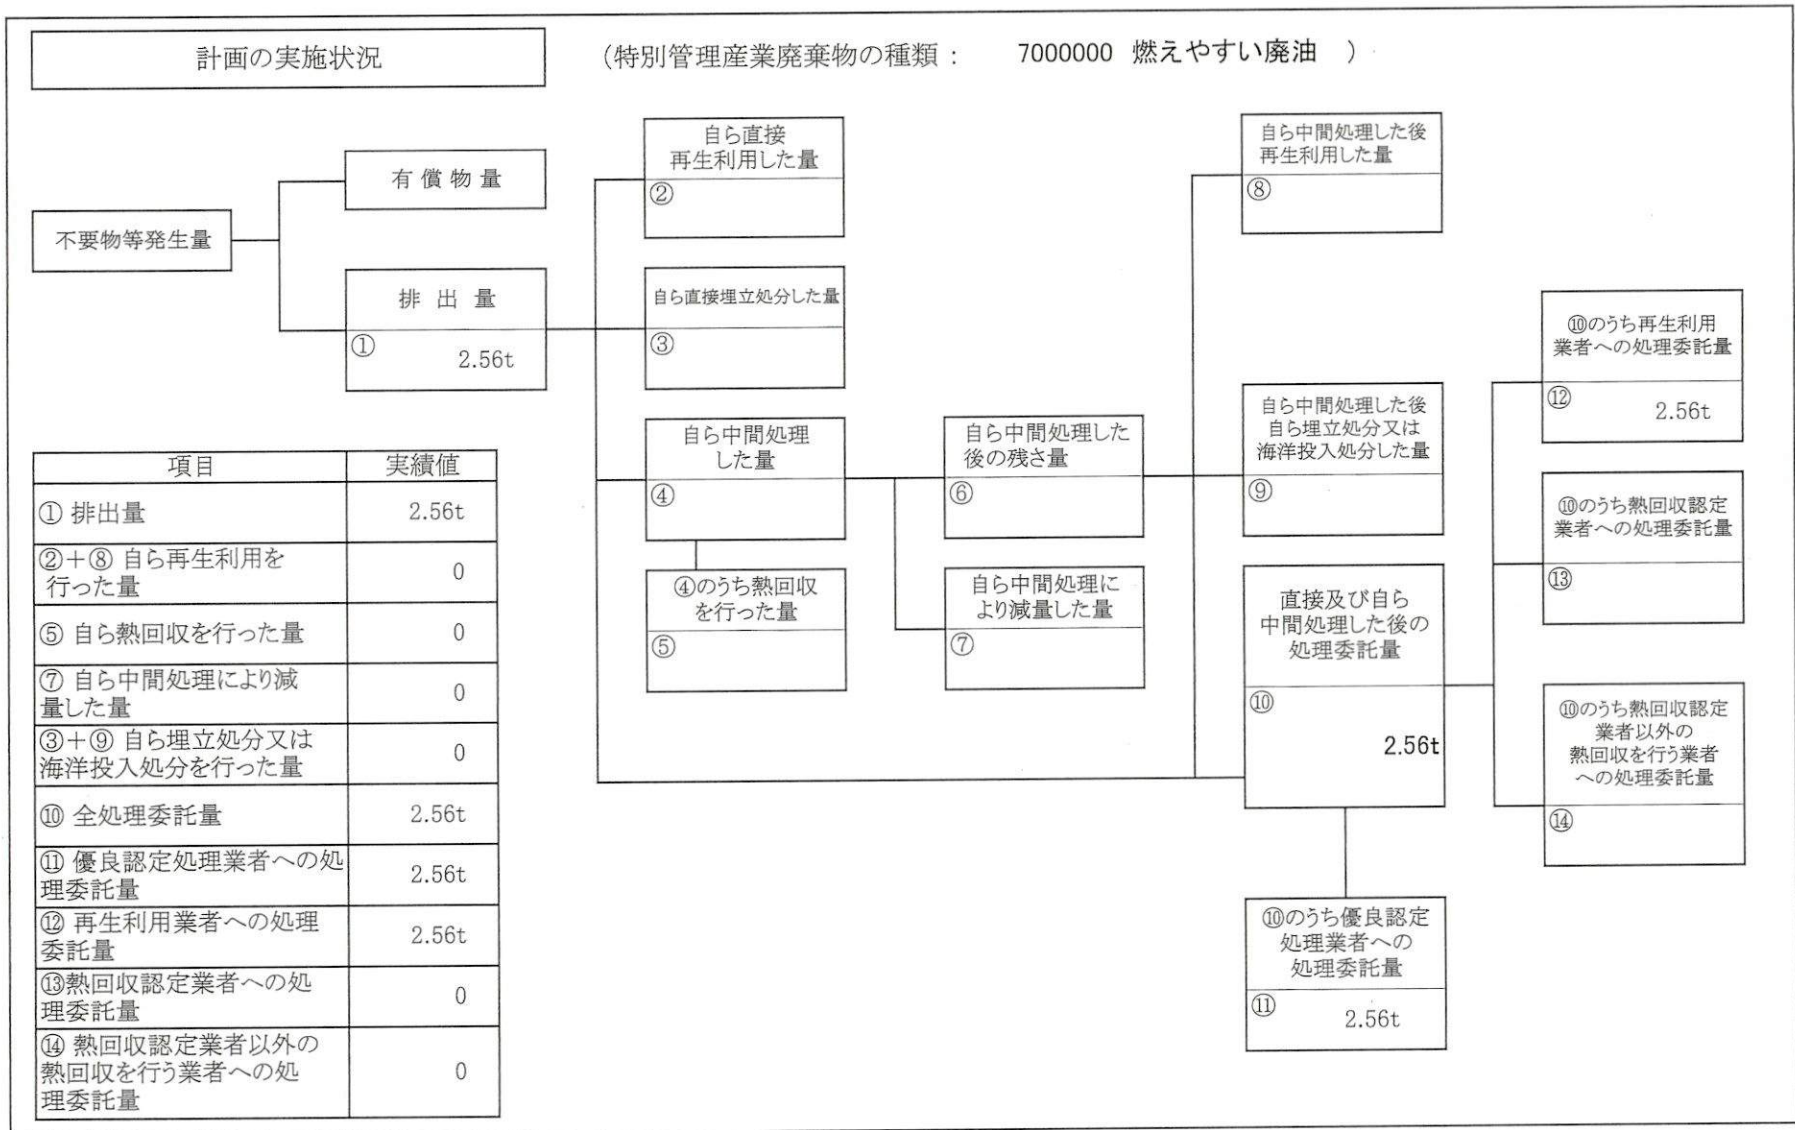 計画の実施状況
（特別管理産業廃棄物の種類： 7000000 燃えやすい廃油 ）
不要物等発生量
有償物量
排出量
①
2.56t
自ら直接
再生利用した量
②
自ら直接埋立処分した量
③
自ら中間処理
した量
④
④のうち熱回収
を行った量
⑤
自ら中間処理した
後の残さ量
⑥
自ら中間処理に
より減量した量
⑦
自ら中間処理した後
再生利用した量
⑧
自ら中間処理した後
自ら埋立処分又は
海洋投入処分した量
⑨
直接及び自ら
中間処理した後の
処理委託量
⑩
2.56t
⑩のうち優良認定
処理業者への
処理委託量
⑪
2.56t
⑩のうち再生利用
業者への処理委託量
⑫
2.56t
⑩のうち熱回収認定
業者への処理委託量
⑬
⑩のうち熱回収認定
業者以外の
熱回収を行う業者
への処理委託量
⑭
項目 実績値
① 排出量 2.56t
②＋⑧ 自ら再生利用を
行った量 0
⑤ 自ら熱回収を行った量 0
⑦ 自ら中間処理により減
量した量 0
③＋⑨ 自ら埋立処分又は
海洋投入処分を行った量 0
⑩ 全処理委託量 2.56t
⑪ 優良認定処理業者への処
理委託量 2.56t
⑫ 再生利用業者への処理
委託量 2.56t
⑬熱回収認定業者への処
理委託量 0
⑭ 熱回収認定業者以外の
熱回収を行う業者への処
理委託量 0